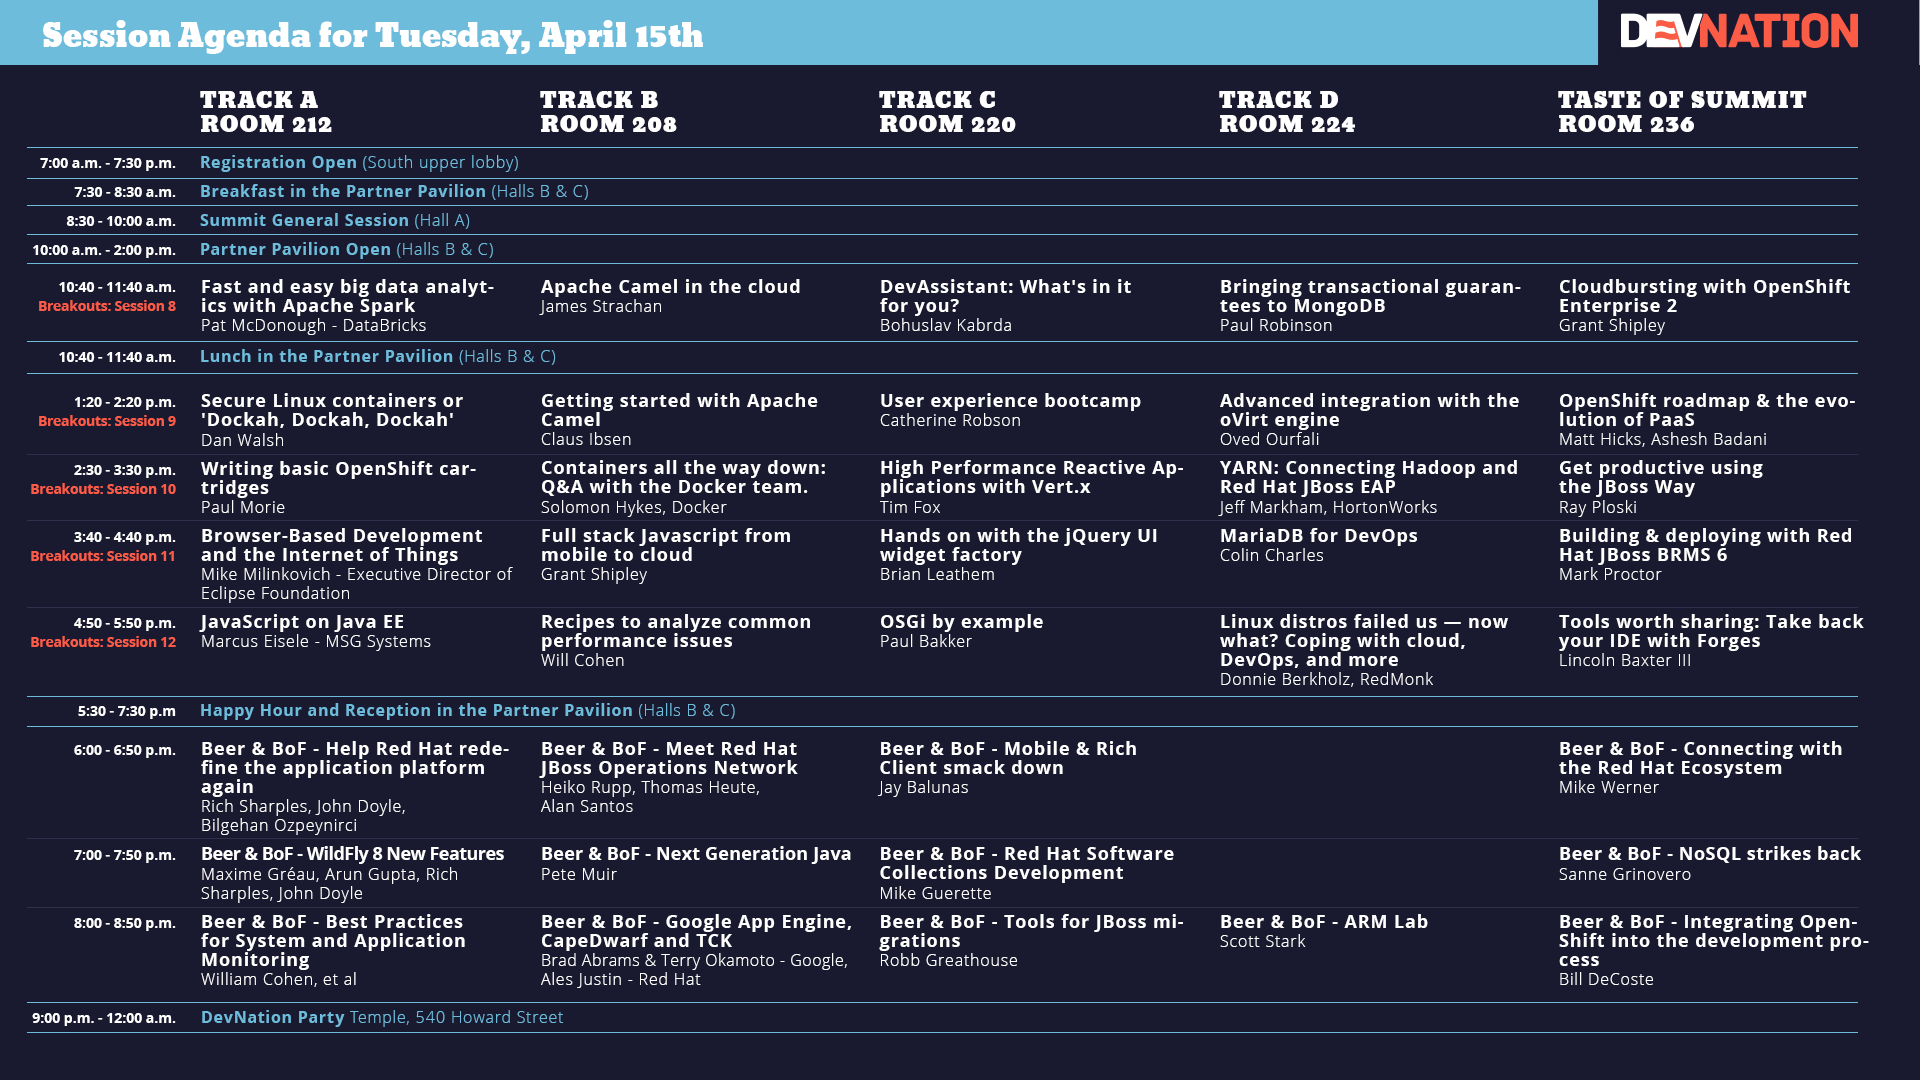 Session Agenda for Tuesday, April 15th
DEVNATION
TRACK A
ROOM 212
TRACK B
ROOM 208
TRACK C
ROOM 220
TRACK D
ROOM 224
TASTE OF SUMMIT
ROOM 236
7:00 a.m. - 7:30 p.m.
Registration Open (South upper lobby)
7:30 - 8:30 a.m.
Breakfast in the Partner Pavilion (Halls B & C)
8:30 - 10:00 a.m.
Summit General Session (Hall A)
10:00 a.m. - 2:00 p.m.
Partner Pavilion Open (Halls B & C)
10:40 - 11:40 a.m.
Breakouts: Session 8
Fast and easy big data analyt-
ics with Apache Spark
Pat McDonough - DataBricks
Apache Camel in the cloud
James Strachan
DevAssistant: What's in it
for you?
Bohuslav Kabrda
Bringing transactional guaran-
tees to MongoDB
Paul Robinson
Cloudbursting with OpenShift
Enterprise 2
Grant Shipley
10:40 - 11:40 a.m.
Lunch in the Partner Pavilion (Halls B & C)
1:20 - 2:20 p.m.
Breakouts: Session 9
Secure Linux containers or
'Dockah, Dockah, Dockah'
Dan Walsh
Getting started with Apache
Camel
Claus Ibsen
User experience bootcamp
Catherine Robson
Advanced integration with the
oVirt engine
Oved Ourfali
OpenShift roadmap & the evo-
lution of PaaS
Matt Hicks, Ashesh Badani
2:30 - 3:30 p.m.
Breakouts: Session 10
Writing basic OpenShift car-
tridges
Paul Morie
Containers all the way down:
Q&A with the Docker team.
Solomon Hykes, Docker
High Performance Reactive Ap-
plications with Vert.x
Tim Fox
YARN: Connecting Hadoop and
Red Hat JBoss EAP
Jeff Markham, HortonWorks
Get productive using
the JBoss Way
Ray Ploski
3:40 - 4:40 p.m.
Breakouts: Session 11
Browser-Based Development
and the Internet of Things
Mike Milinkovich - Executive Director of
Eclipse Foundation
Full stack Javascript from
mobile to cloud
Grant Shipley
Hands on with the jQuery UI
widget factory
Brian Leathem
MariaDB for DevOps
Colin Charles
Building & deploying with Red
Hat JBoss BRMS 6
Mark Proctor
4:50 - 5:50 p.m.
Breakouts: Session 12
JavaScript on Java EE
Marcus Eisele - MSG Systems
Recipes to analyze common
performance issues
Will Cohen
OSGi by example
Paul Bakker
Linux distros failed us — now
what? Coping with cloud,
DevOps, and more
Donnie Berkholz, RedMonk
Tools worth sharing: Take back
your IDE with Forges
Lincoln Baxter III
5:30 - 7:30 p.m
Happy Hour and Reception in the Partner Pavilion (Halls B & C)
6:00 - 6:50 p.m.
Beer & BoF - Help Red Hat rede-
fine the application platform
again
Rich Sharples, John Doyle,
Bilgehan Ozpeynirci
Beer & BoF - Meet Red Hat
JBoss Operations Network
Heiko Rupp, Thomas Heute,
Alan Santos
Beer & BoF - Mobile & Rich
Client smack down
Jay Balunas
Beer & BoF - Connecting with
the Red Hat Ecosystem
Mike Werner
7:00 - 7:50 p.m.
Beer & BoF - WildFly 8 New Features
Maxime Gréau, Arun Gupta, Rich
Sharples, John Doyle
Beer & BoF - Next Generation Java
Pete Muir
Beer & BoF - Red Hat Software
Collections Development
Mike Guerette
Beer & BoF - NoSQL strikes back
Sanne Grinovero
8:00 - 8:50 p.m.
Beer & BoF - Best Practices
for System and Application
Monitoring
William Cohen, et al
Beer & BoF - Google App Engine,
CapeDwarf and TCK
Brad Abrams & Terry Okamoto - Google,
Ales Justin - Red Hat
Beer & BoF - Tools for JBoss mi-
grations
Robb Greathouse
Beer & BoF - ARM Lab
Scott Stark
Beer & BoF - Integrating Open-
Shift into the development pro-
cess
Bill DeCoste
9:00 p.m. - 12:00 a.m.
DevNation Party Temple, 540 Howard Street